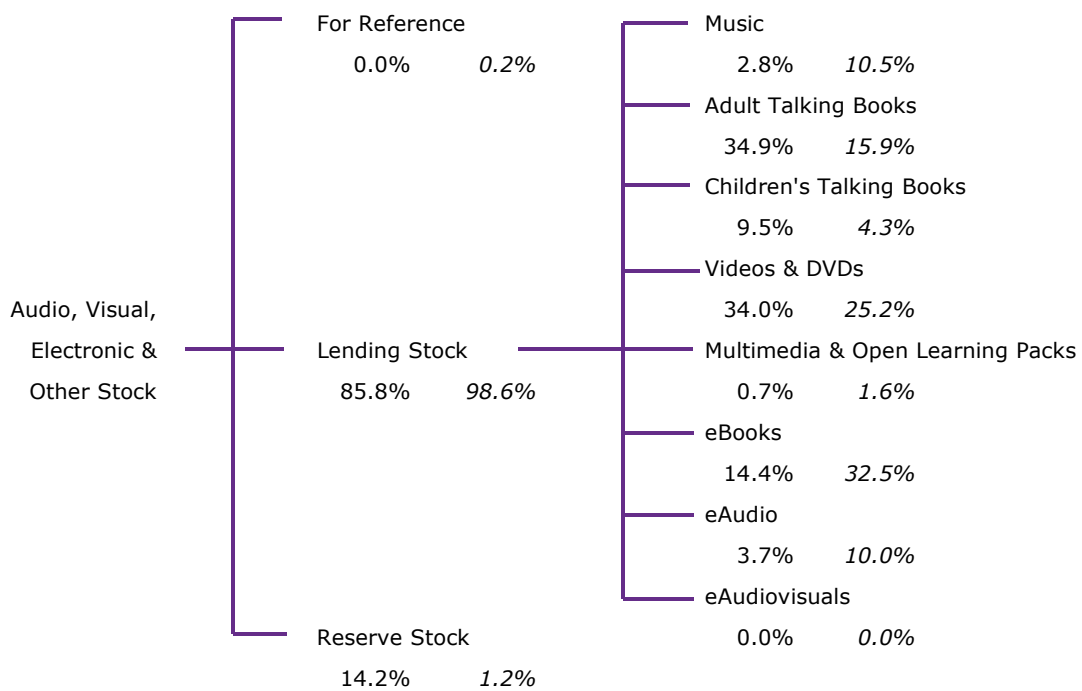 For Reference
0.0% 0.2%
Audio, Visual,
Electronic &
Other Stock
Lending Stock
85.8% 98.6%
Reserve Stock
14.2% 1.2%
Music
2.8% 10.5%
Adult Talking Books
34.9% 15.9%
Children's Talking Books
9.5% 4.3%
Videos & DVDs
34.0% 25.2%
Multimedia & Open Learning Packs
0.7% 1.6%
eBooks
14.4% 32.5%
eAudio
3.7% 10.0%
eAudiovisuals
0.0% 0.0%